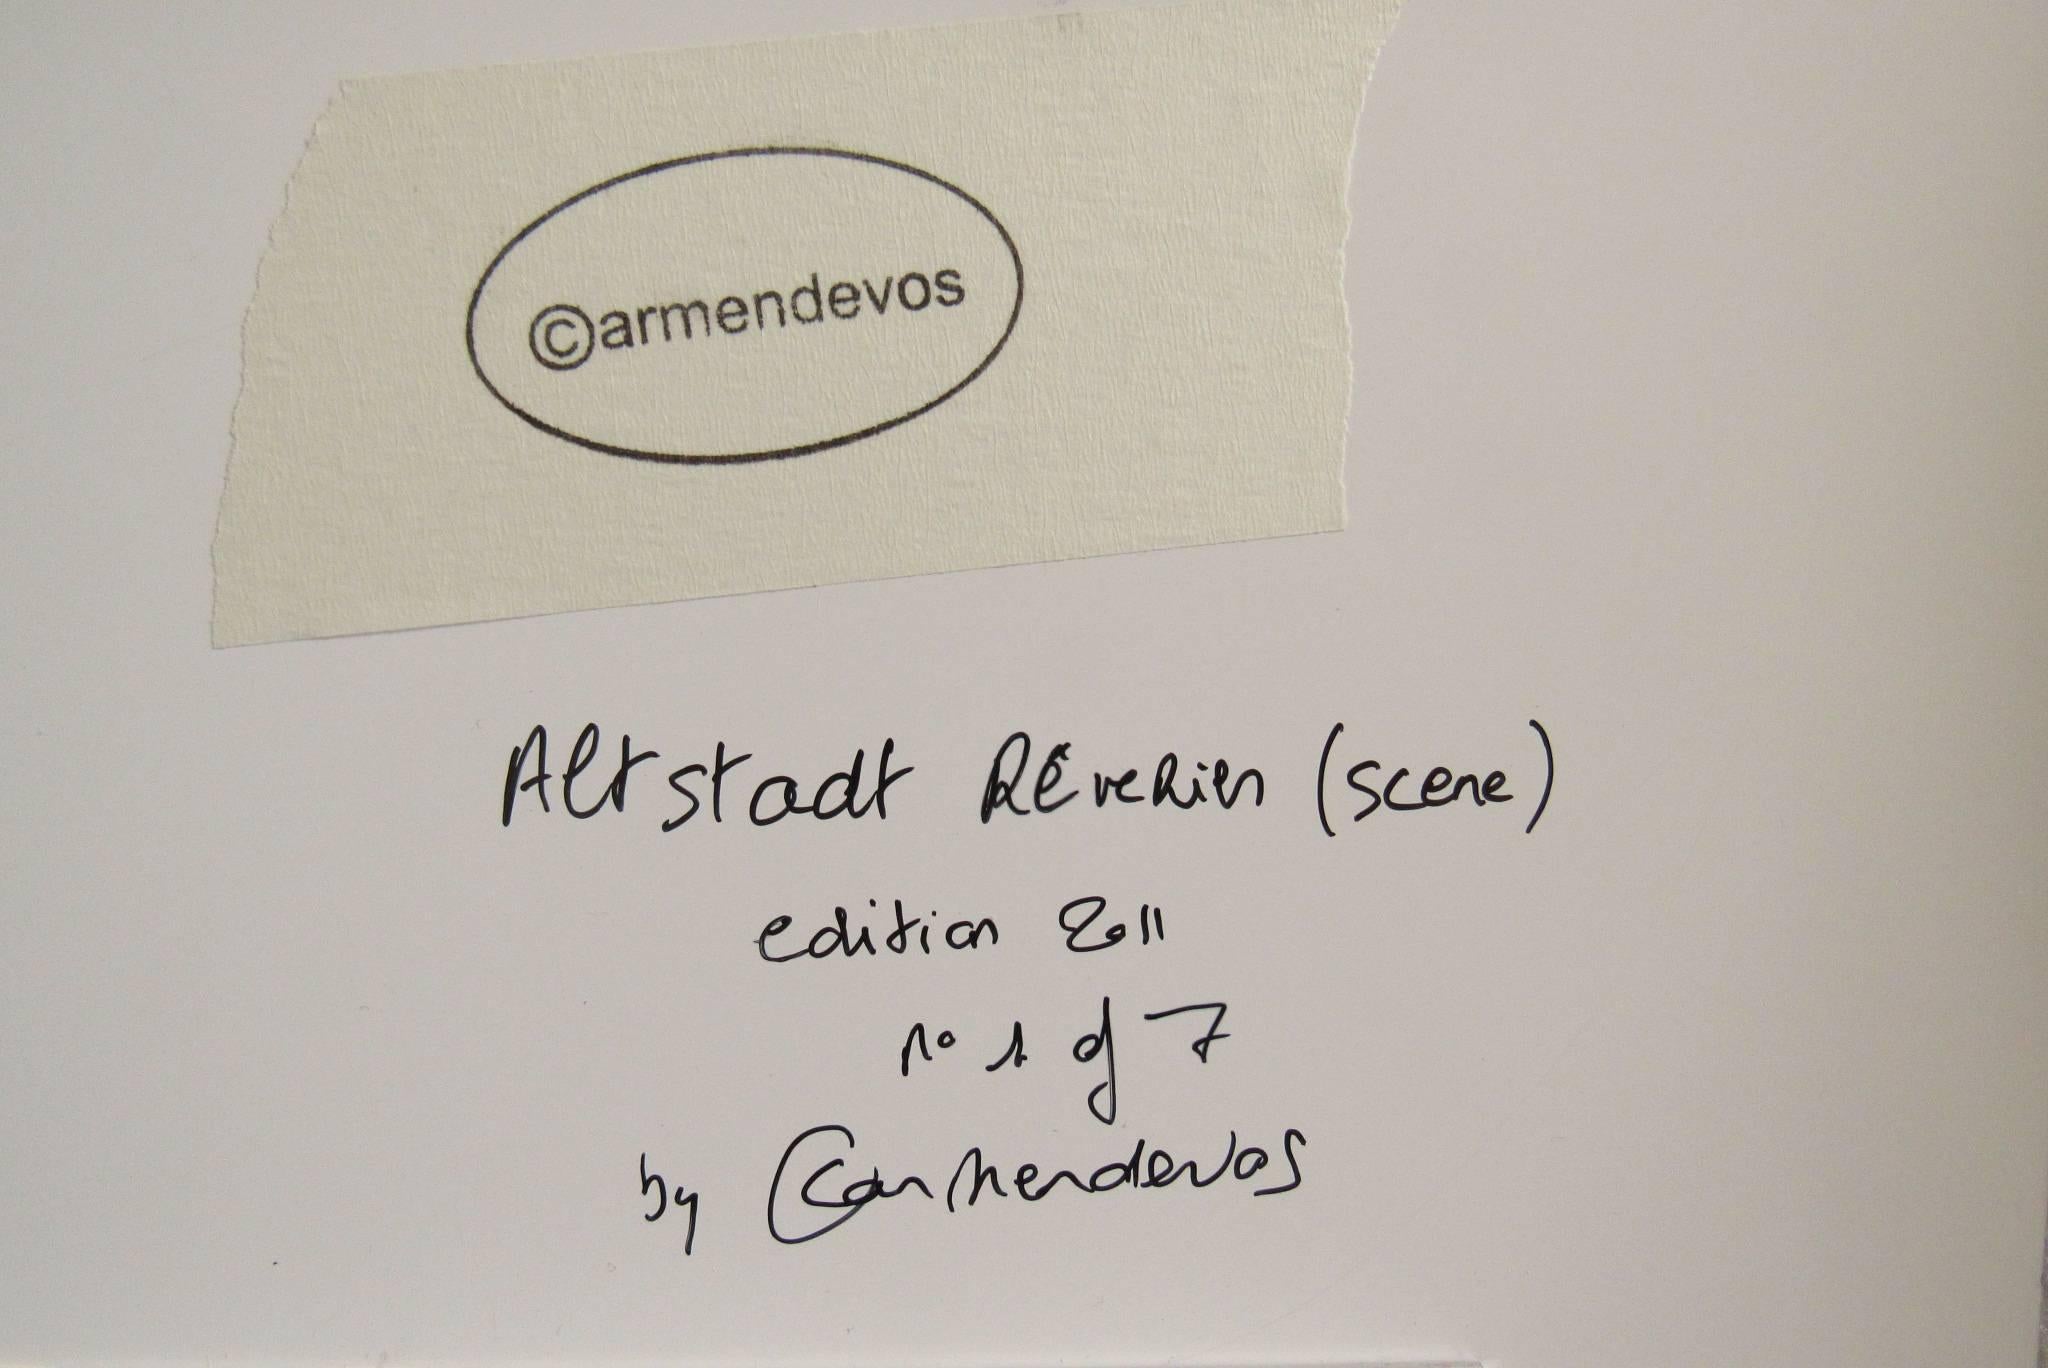 ©armendevos
Altstadt Rêverien (scene)
edition 2011
no 1 of 7
by Carmendevos